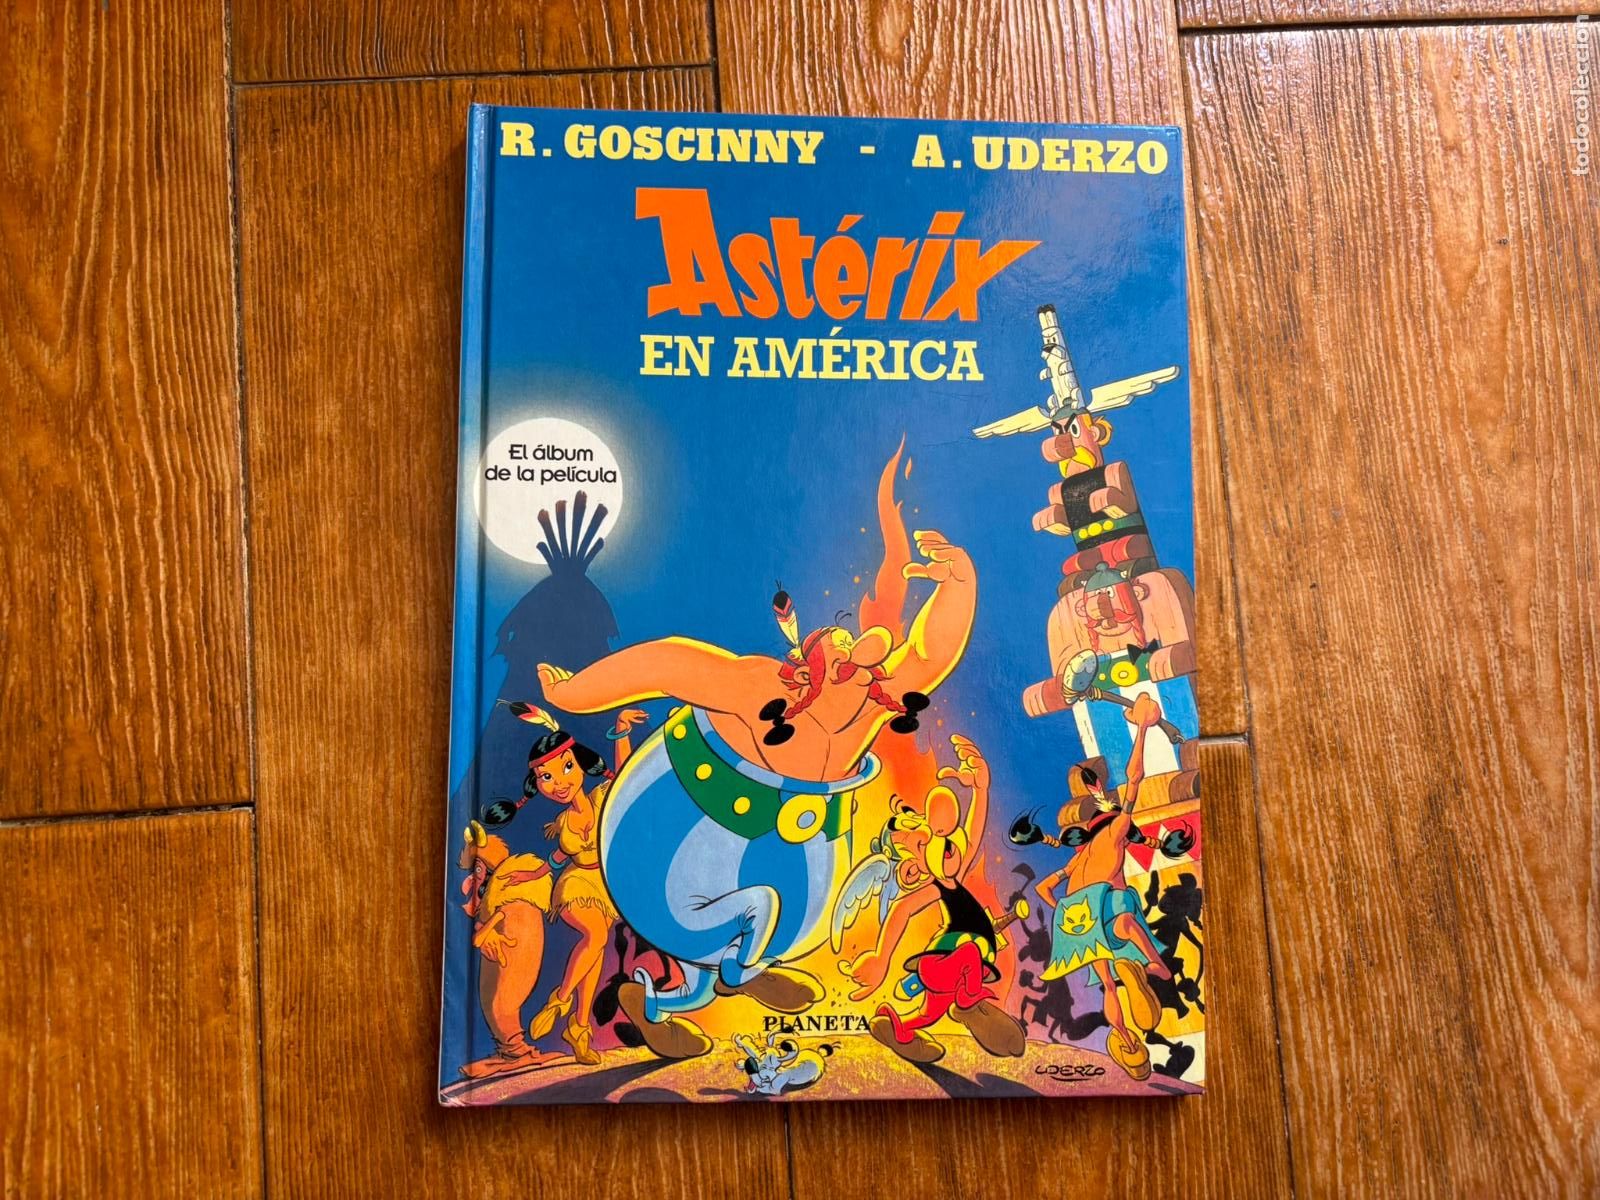 R. GOSCINNY - A. UDERZO
Astérix
EN AMÉRICA
El álbum
de la película
PLANETA
UDERZO
todocoleccion